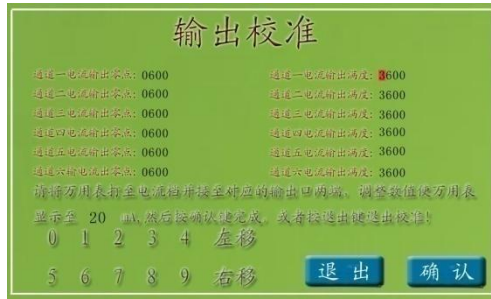 输出校准
通道一电流输出零点: 0600 通道一电流输出满度: 3600
通道二电流输出零点: 0600 通道二电流输出满度: 3600
通道三电流输出零点: 0600 通道三电流输出满度: 3600
通道四电流输出零点: 0600 通道四电流输出满度: 3600
通道五电流输出零点: 0600 通道五电流输出满度: 3600
通道六输电流出零点: 0600 通道六电流输出满度: 3600
请将万用表打至电流档并接至对应的输出口两端, 调整数值使万用表
显示至 20 mA,然后按确认键完成, 或者按退出键退出校准!
0 1 2 3 4 左移
5 6 7 8 9 右移 退出 确认